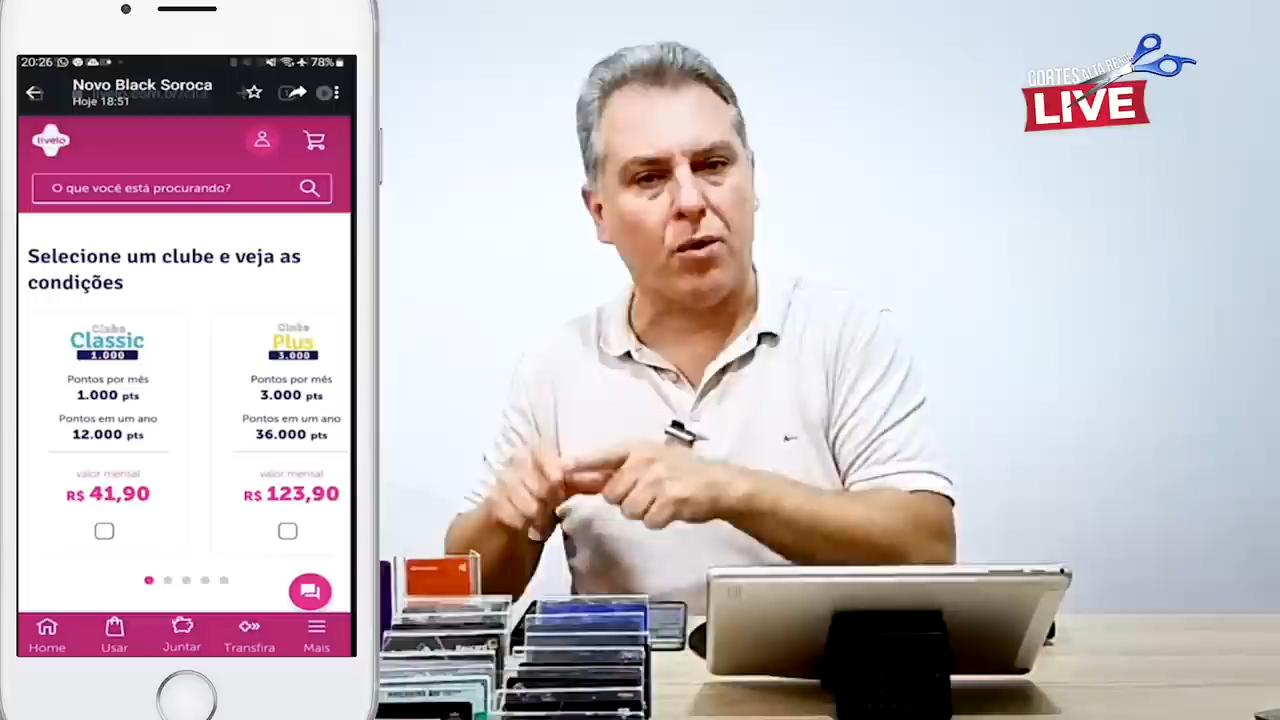 20:26
78%
Novo Black Soroca
Hoje 18:51
livelo
O que você está procurando?
Selecione um clube e veja as
condições
Clube
Classic
1.000
Pontos por mês
1.000 pts
Pontos em um ano
12.000 pts
valor mensal
R$ 41,90
Clube
Plus
3.000
Pontos por mês
3.000 pts
Pontos em um ano
36.000 pts
valor mensal
R$ 123,90
Home
Usar
Juntar
Transfira
Mais
CORTES ALTA RENDA
LIVE